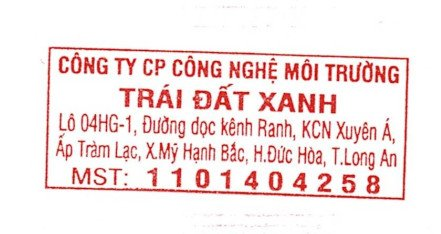 CÔNG TY CP CÔNG NGHỆ MÔI TRƯỜNG
TRÁI ĐẤT XANH
Lô 04HG-1, Đường dọc kênh Ranh, KCN Xuyên Á,
Ấp Tràm Lạc, X.Mỹ Hạnh Bắc, H.Đức Hòa, T.Long An
MST: 1101404258